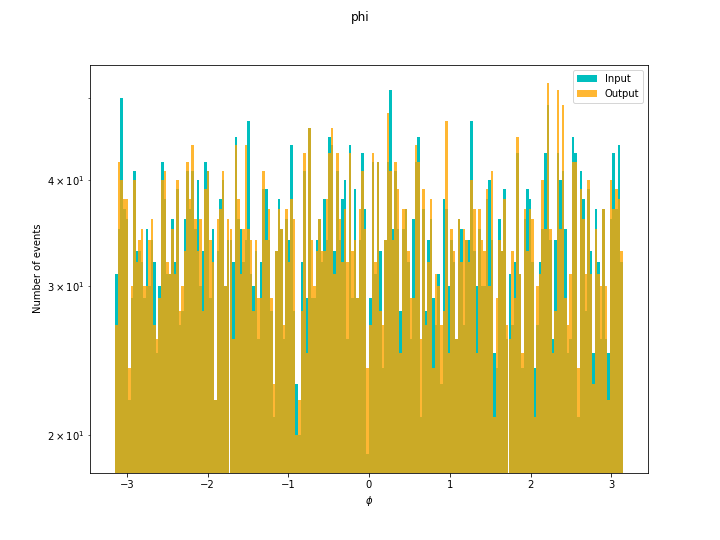 phi
Input
Output
Number of events
4 × 10¹
3 × 10¹
2 × 10¹
−3 −2 −1 0 1 2 3
ϕ